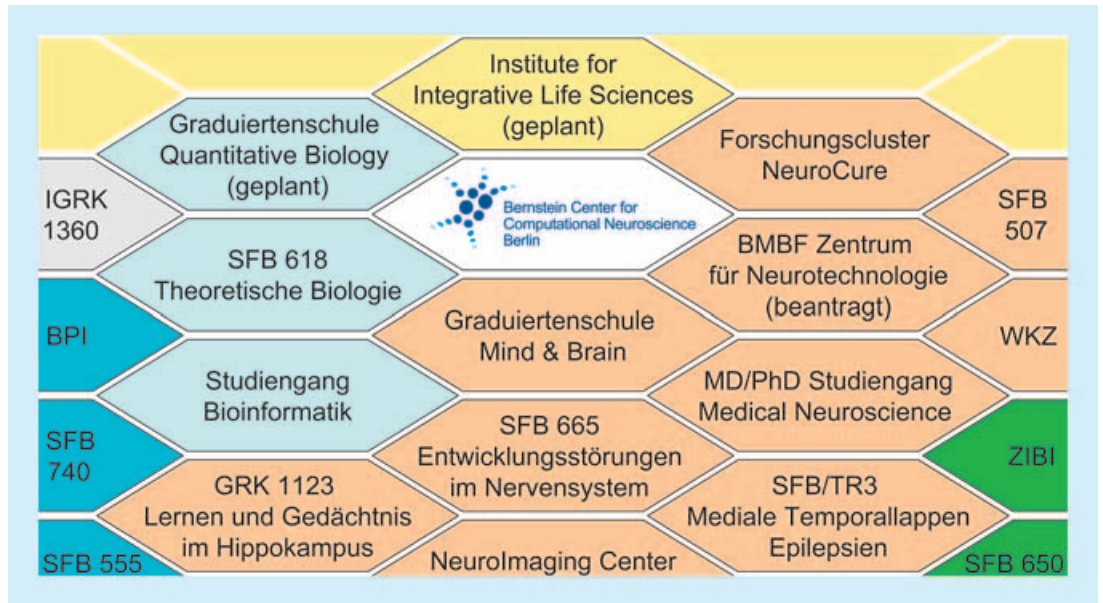 Institute for
Integrative Life Sciences
(geplant)
Graduiertenschule
Quantitative Biology
(geplant)
Forschungscluster
NeuroCure
IGRK
1360
Bernstein Center for
Computational Neuroscience
Berlin
SFB
507
SFB 618
Theoretische Biologie
BMBF Zentrum
für Neurotechnologie
(beantragt)
BPI
Graduiertenschule
Mind & Brain
WKZ
Studiengang
Bioinformatik
MD/PhD Studiengang
Medical Neuroscience
SFB
740
SFB 665
Entwicklungsstörungen
im Nervensystem
ZIBI
GRK 1123
Lernen und Gedächtnis
im Hippokampus
SFB/TR3
Mediale Temporallappen
Epilepsien
SFB 555
NeuroImaging Center
SFB 650